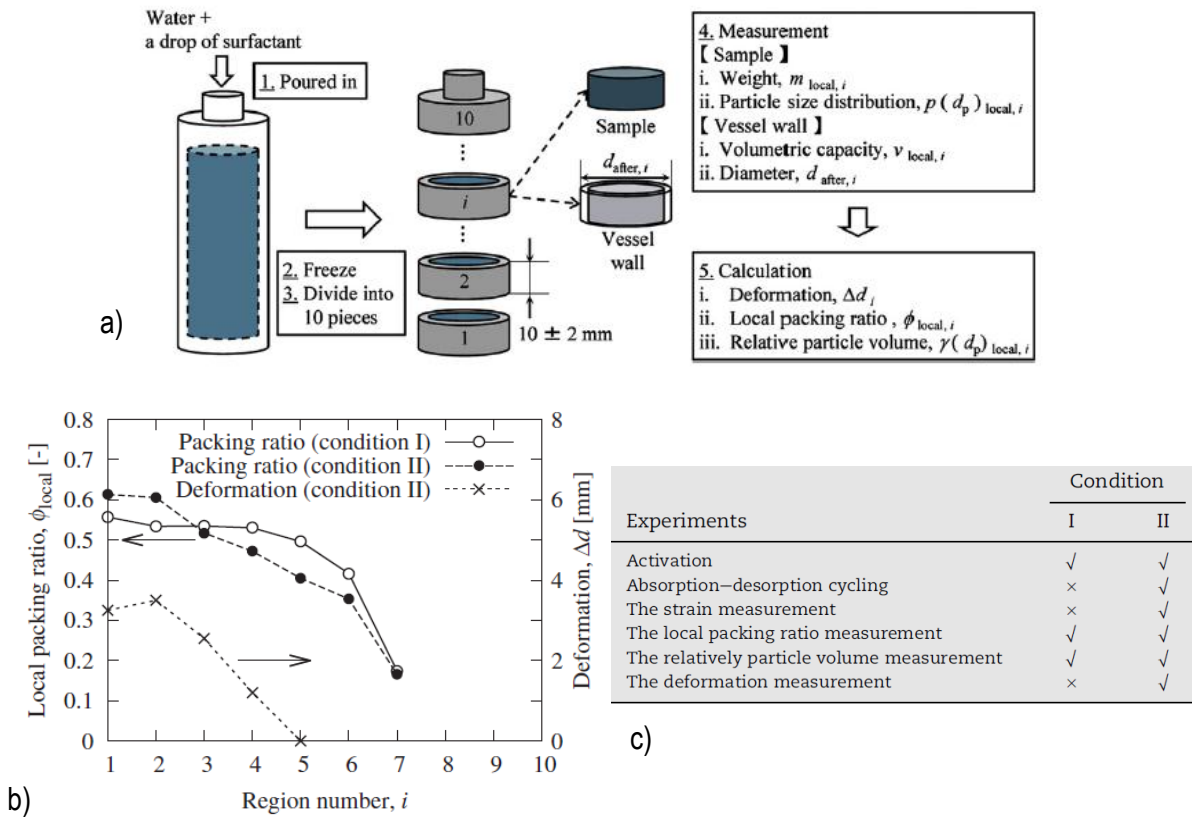 Water +
a drop of surfactant
1. Poured in
2. Freeze
3. Divide into
10 pieces
10
i
2
1
10 ± 2 mm
Sample
d after, i
Vessel
wall
4. Measurement
【 Sample 】
i. Weight, m local, i
ii. Particle size distribution, p ( d p ) local, i
【 Vessel wall 】
i. Volumetric capacity, v local, i
ii. Diameter, d after, i
5. Calculation
i. Deformation, Δd i
ii. Local packing ratio , ϕ local, i
iii. Relative particle volume, γ( d p ) local, i
a)
Local packing ratio, ϕlocal [-]
0.8
0.7
0.6
0.5
0.4
0.3
0.2
0.1
0
Packing ratio (condition I)
Packing ratio (condition II)
Deformation (condition II)
8
6
4
2
0
Deformation, Δd [mm]
1 2 3 4 5 6 7 8 9 10
Region number, i
b)
Condition
Experiments I II
Activation √ √
Absorption–desorption cycling × √
The strain measurement × √
The local packing ratio measurement √ √
The relatively particle volume measurement √ √
The deformation measurement × √
c)